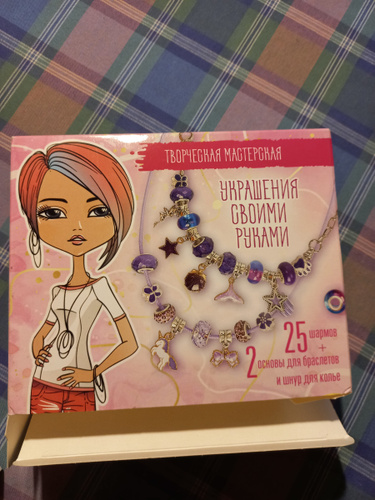 ТВОРЧЕСКАЯ МАСТЕРСКАЯ
УКРАШЕНИЯ
СВОИМИ
РУКАМИ
25 шармов
+
2 основы для браслетов
и шнур для колье